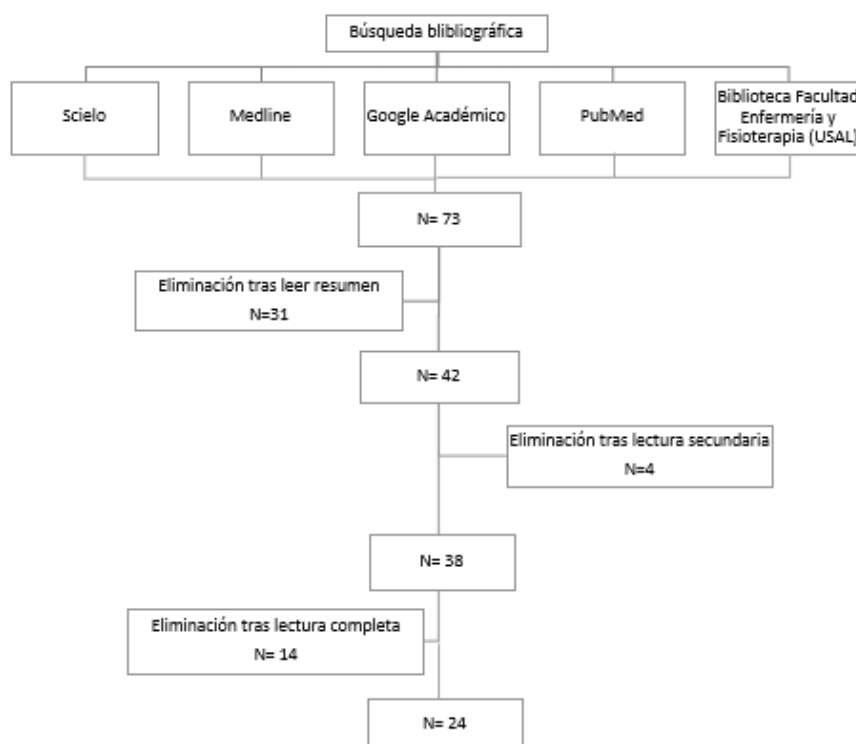 Búsqueda blibliográfica
Scielo
Medline
Google Académico
PubMed
Biblioteca Facultad
Enfermería y
Fisioterapia (USAL)
N= 73
Eliminación tras leer resumen
N=31
N= 42
Eliminación tras lectura secundaria
N=4
N= 38
Eliminación tras lectura completa
N= 14
N= 24